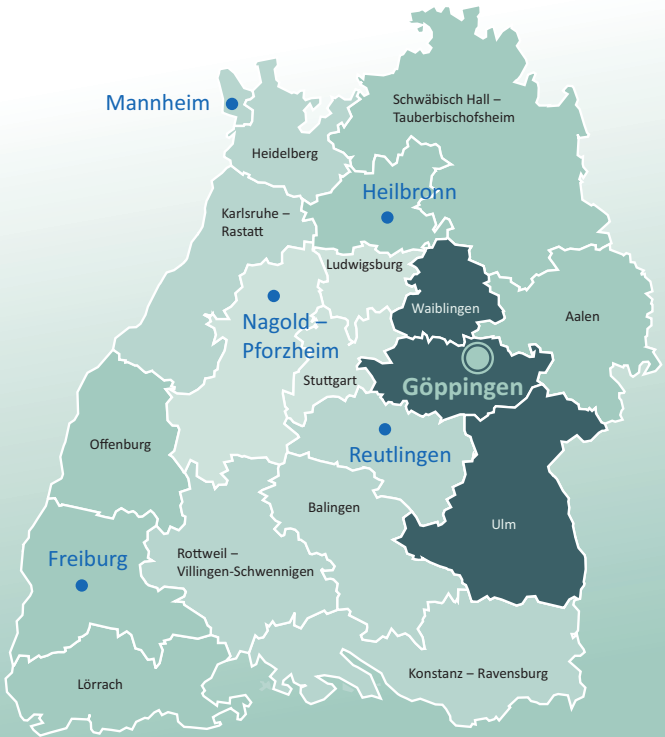 Schwäbisch Hall –
Tauberbischofsheim
Mannheim
Heidelberg
Heilbronn
Karlsruhe –
Rastatt
Ludwigsburg
Waiblingen
Aalen
Nagold –
Pforzheim
Stuttgart
Göppingen
Offenburg
Reutlingen
Balingen
Ulm
Freiburg
Rottweil –
Villingen-Schwennigen
Konstanz – Ravensburg
Lörrach